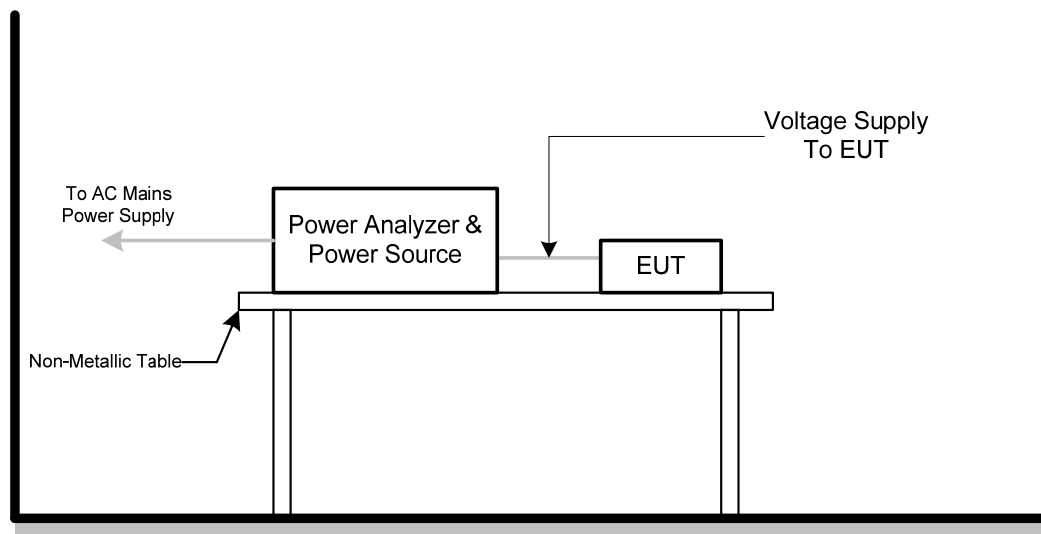 Voltage Supply
To EUT
To AC Mains
Power Supply
Power Analyzer &
Power Source
EUT
Non-Metallic Table